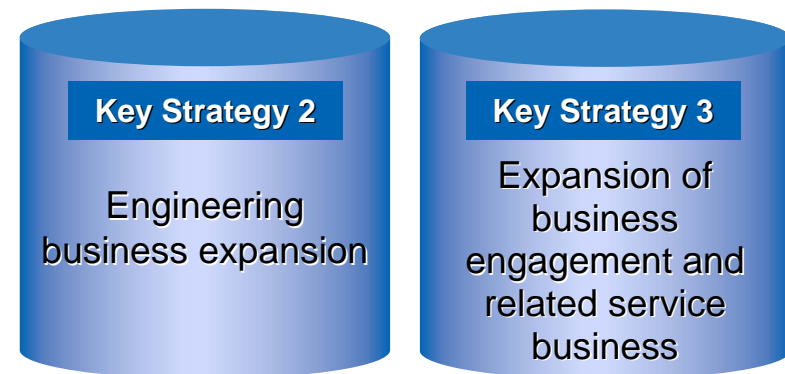 Key Strategy 2
Engineering
business expansion
Key Strategy 3
Expansion of
business
engagement and
related service
business